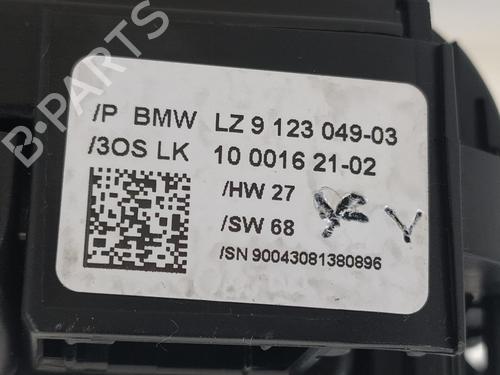 /P BMW LZ 9 123 049-03
/3OS LK 10 0016 21-02
/HW 27
/SW 68
/SN 90043081380896
B-PARTS